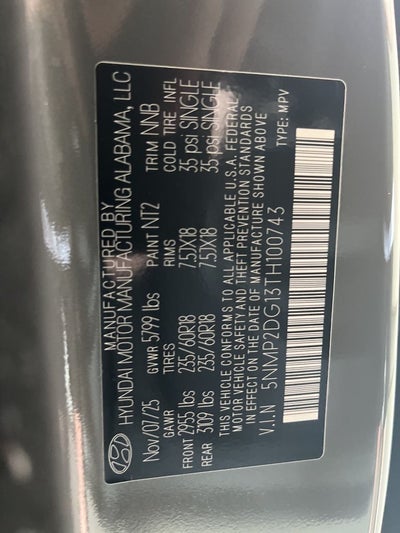 MANUFACTURED BY
HYUNDAI MOTOR MANUFACTURING ALABAMA, LLC
Nov/07/25 GVWR 5799 lbs PAINT NT2 TRIM NNB
GAWR TIRES RIMS COLD TIRE INFL
FRONT 2955 lbs 235/60R18 7.5JX18 35 psi SINGLE
REAR 3109 lbs 235/60R18 7.5JX18 35 psi SINGLE
THIS VEHICLE CONFORMS TO ALL APPLICABLE U.S.A. FEDERAL
MOTOR VEHICLE SAFETY AND THEFT PREVENTION STANDARDS
IN EFFECT ON THE DATE OF MANUFACTURE SHOWN ABOVE
V.I.N 5NMP2DG13TH100743 TYPE: MPV